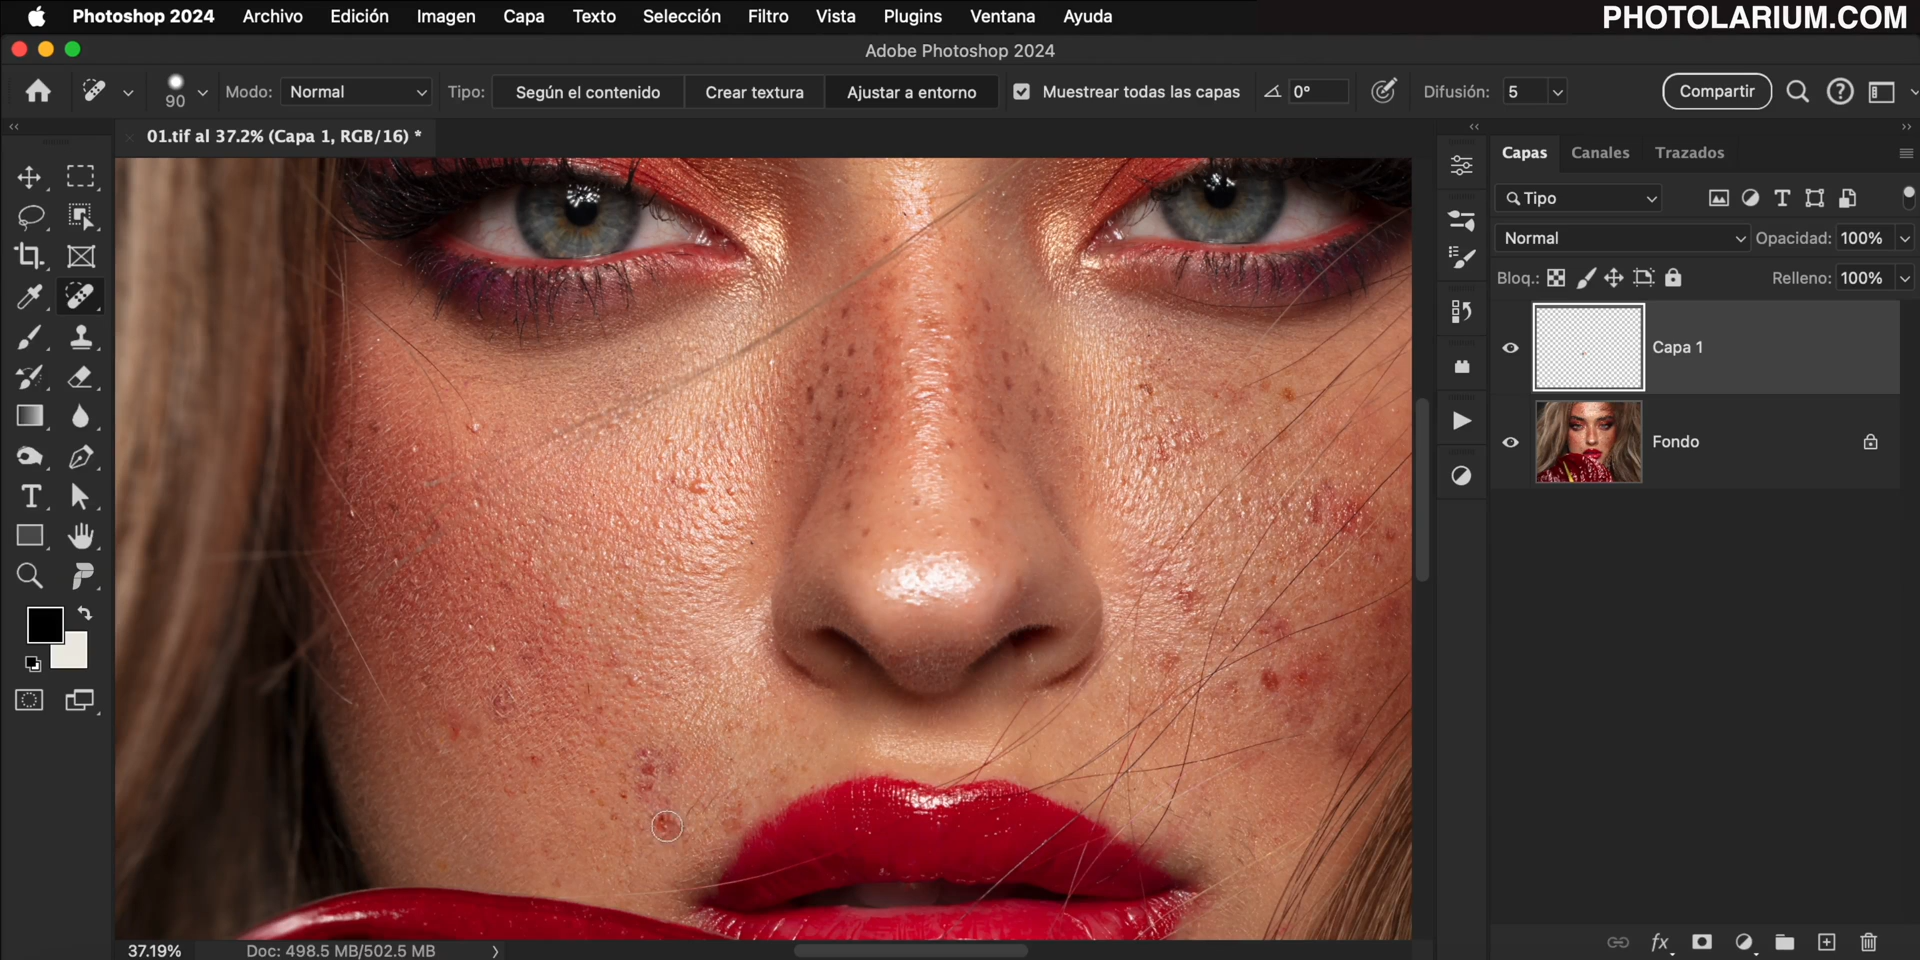 Photoshop 2024 Archivo Edición Imagen Capa Texto Selección Filtro Vista Plugins Ventana Ayuda
PHOTOLARIUM.COM
Adobe Photoshop 2024
90 Modo: Normal Tipo: Según el contenido Crear textura Ajustar a entorno Muestrear todas las capas 0° Difusión: 5 Compartir
01.tif al 37.2% (Capa 1, RGB/16) *
Capas Canales Trazados
Tipo
Normal Opacidad: 100%
Bloq.: Relleno: 100%
Capa 1
Fondo
37.19% Doc: 498.5 MB/502.5 MB
fx